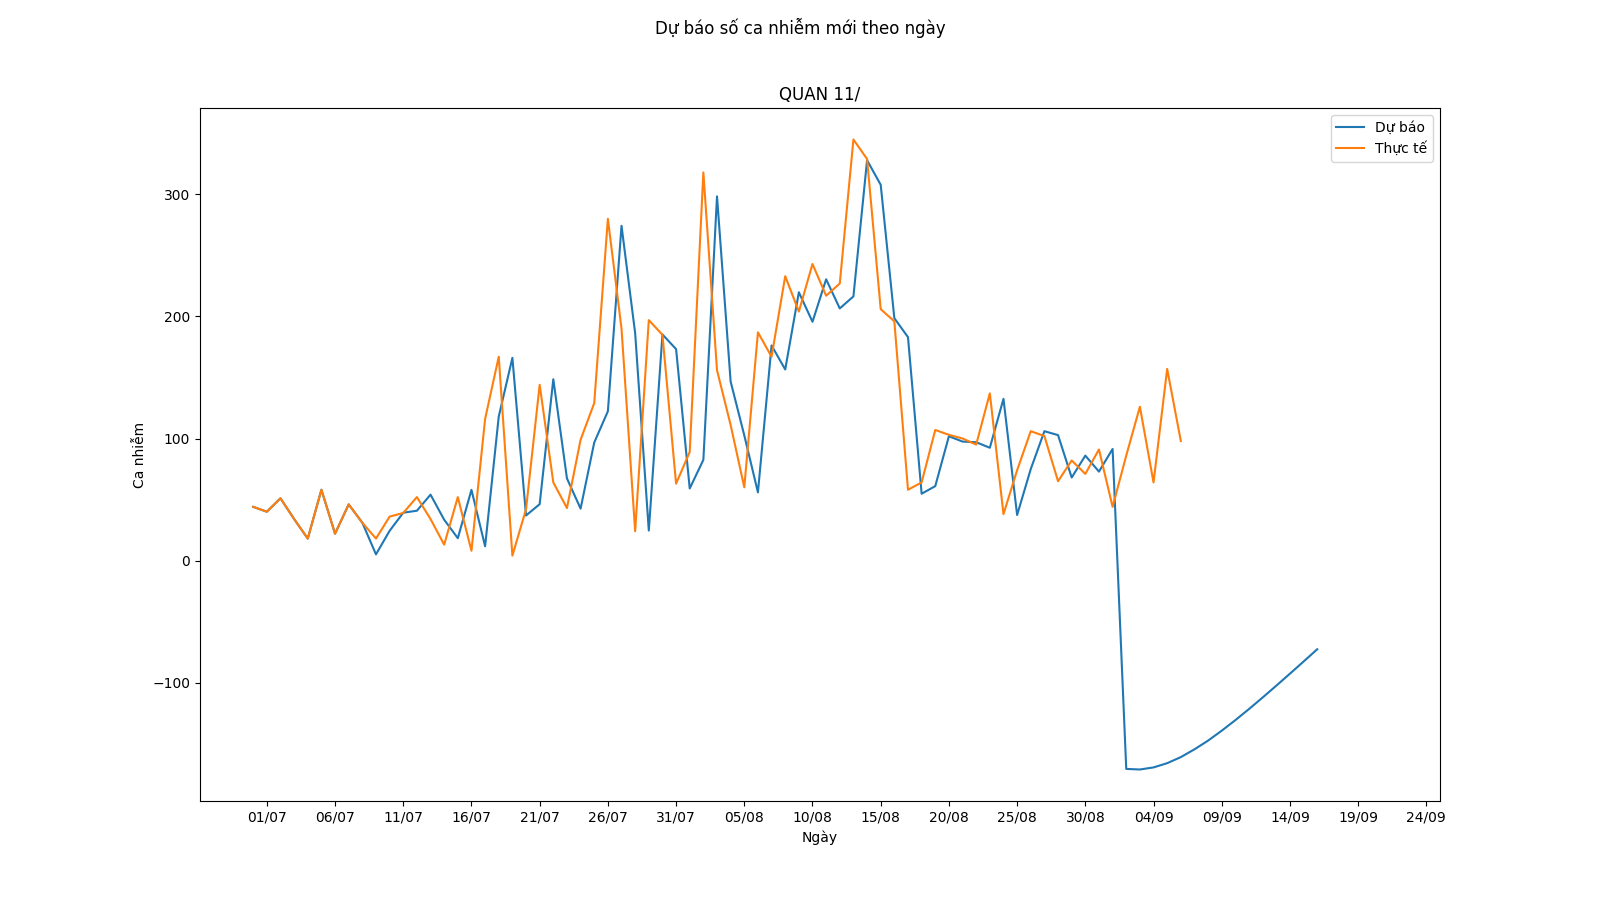 Dự báo số ca nhiễm mới theo ngày
QUAN 11/
Dự báo
Thực tế
Ca nhiễm
300
200
100
0
−100
01/07 06/07 11/07 16/07 21/07 26/07 31/07 05/08 10/08 15/08 20/08 25/08 30/08 04/09 09/09 14/09 19/09 24/09
Ngày